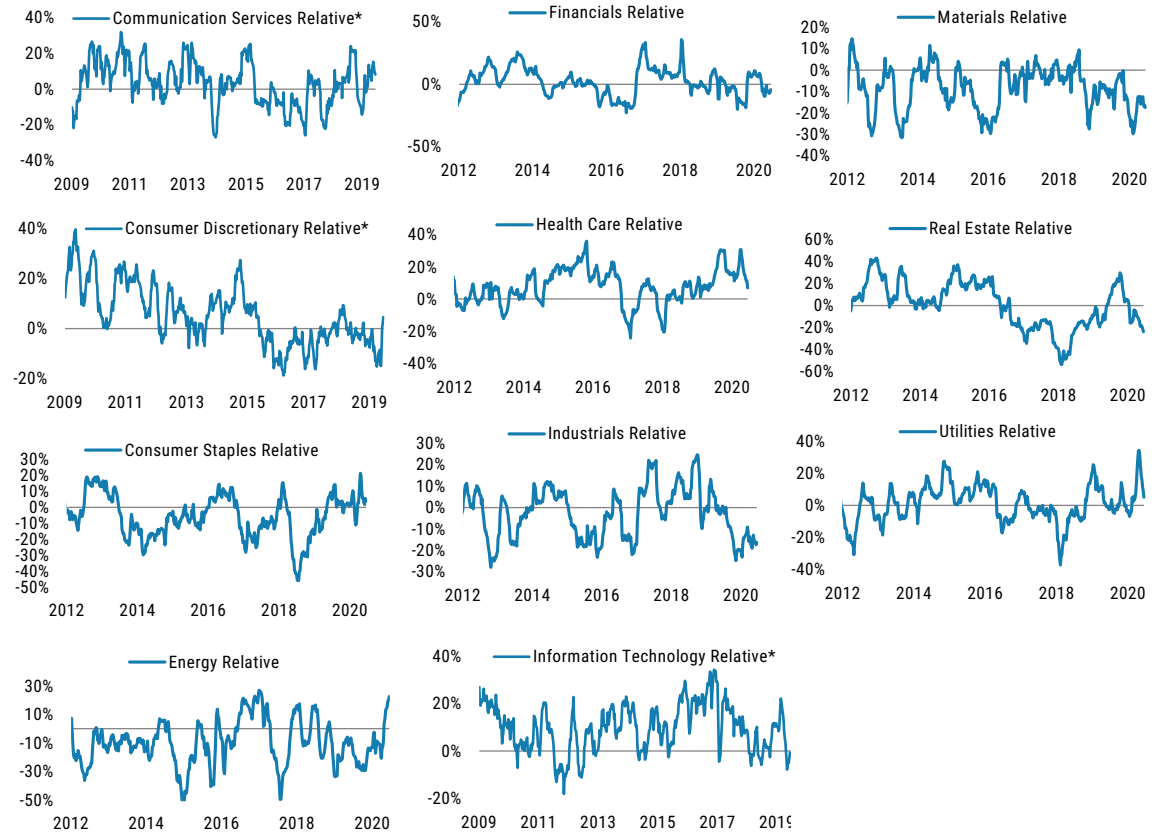 Communication Services Relative*
40%
20%
0%
-20%
-40%
2009 2011 2013 2015 2017 2019
Financials Relative
50%
0%
-50%
2012 2014 2016 2018 2020
Materials Relative
20%
10%
0%
-10%
-20%
-30%
-40%
2012 2014 2016 2018 2020
Consumer Discretionary Relative*
40%
20%
0%
-20%
2009 2011 2013 2015 2017 2019
Health Care Relative
40%
20%
0%
-20%
-40%
2012 2014 2016 2018 2020
Real Estate Relative
60%
40%
20%
0%
-20%
-40%
-60%
2012 2014 2016 2018 2020
Consumer Staples Relative
30%
20%
10%
0%
-10%
-20%
-30%
-40%
-50%
2012 2014 2016 2018 2020
Industrials Relative
30%
20%
10%
0%
-10%
-20%
-30%
2012 2014 2016 2018 2020
Utilities Relative
40%
20%
0%
-20%
-40%
2012 2014 2016 2018 2020
Energy Relative
30%
10%
-10%
-30%
-50%
2012 2014 2016 2018 2020
Information Technology Relative*
40%
20%
0%
-20%
2009 2011 2013 2015 2017 2019